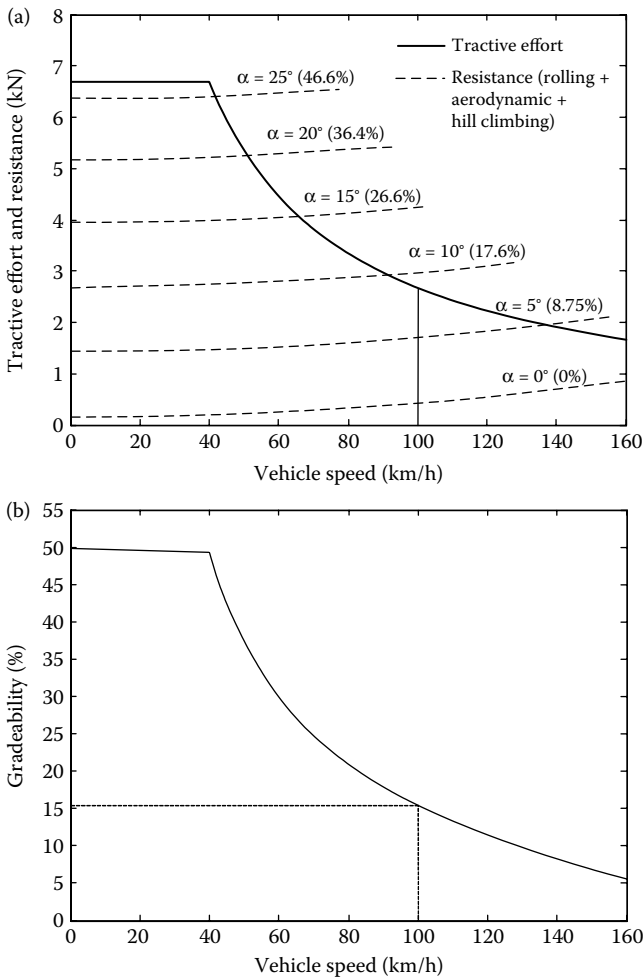 (a)
8
7
6
5
4
3
2
1
0
Tractive effort and resistance (kN)
Tractive effort
Resistance (rolling +
aerodynamic +
hill climbing)
α = 25° (46.6%)
α = 20° (36.4%)
α = 15° (26.6%)
α = 10° (17.6%)
α = 5° (8.75%)
α = 0° (0%)
0 20 40 60 80 100 120 140 160
Vehicle speed (km/h)
(b)
55
50
45
40
35
30
25
20
15
10
5
0
Gradeability (%)
0 20 40 60 80 100 120 140 160
Vehicle speed (km/h)